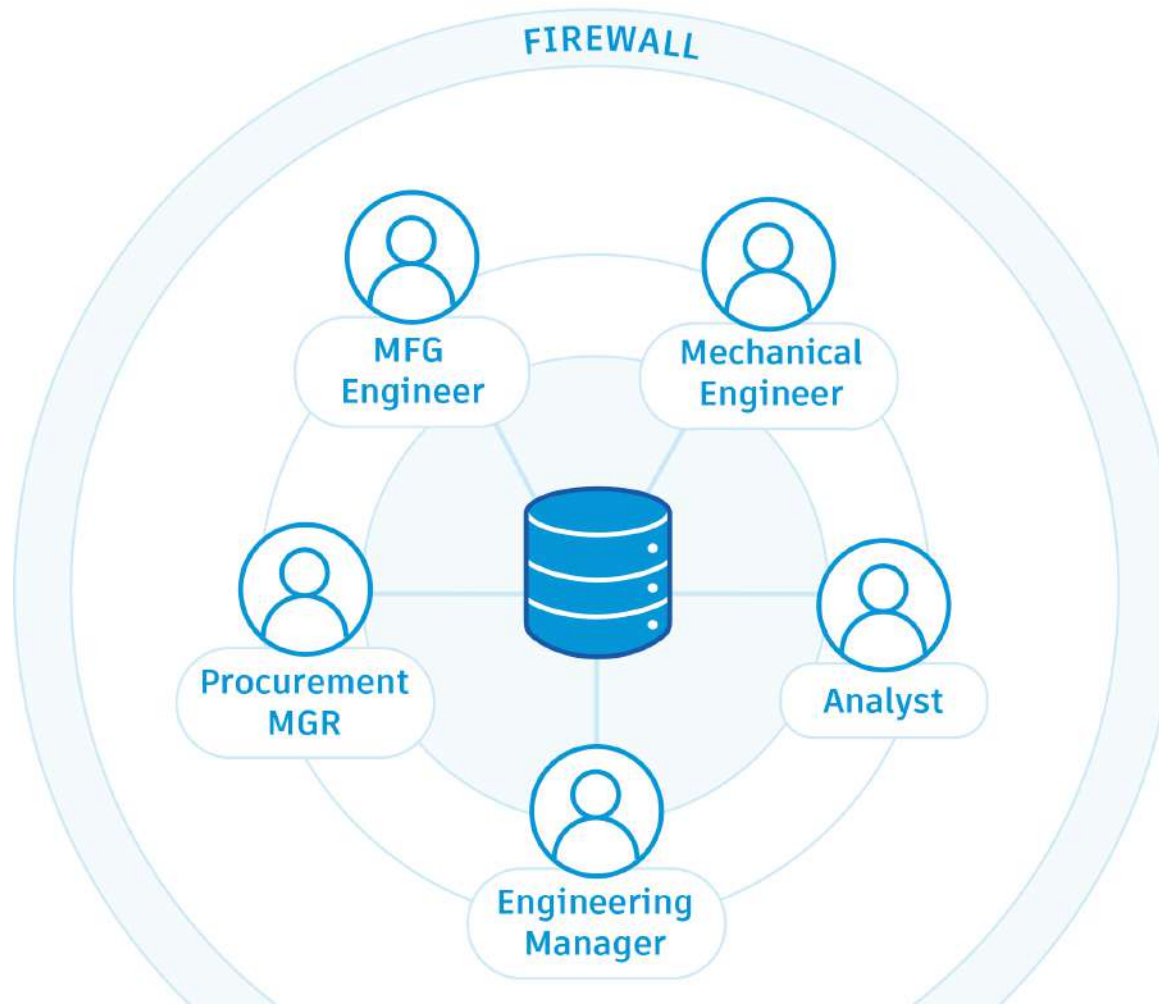 FIREWALL
MFG
Engineer
Mechanical
Engineer
Procurement
MGR
Analyst
Engineering
Manager